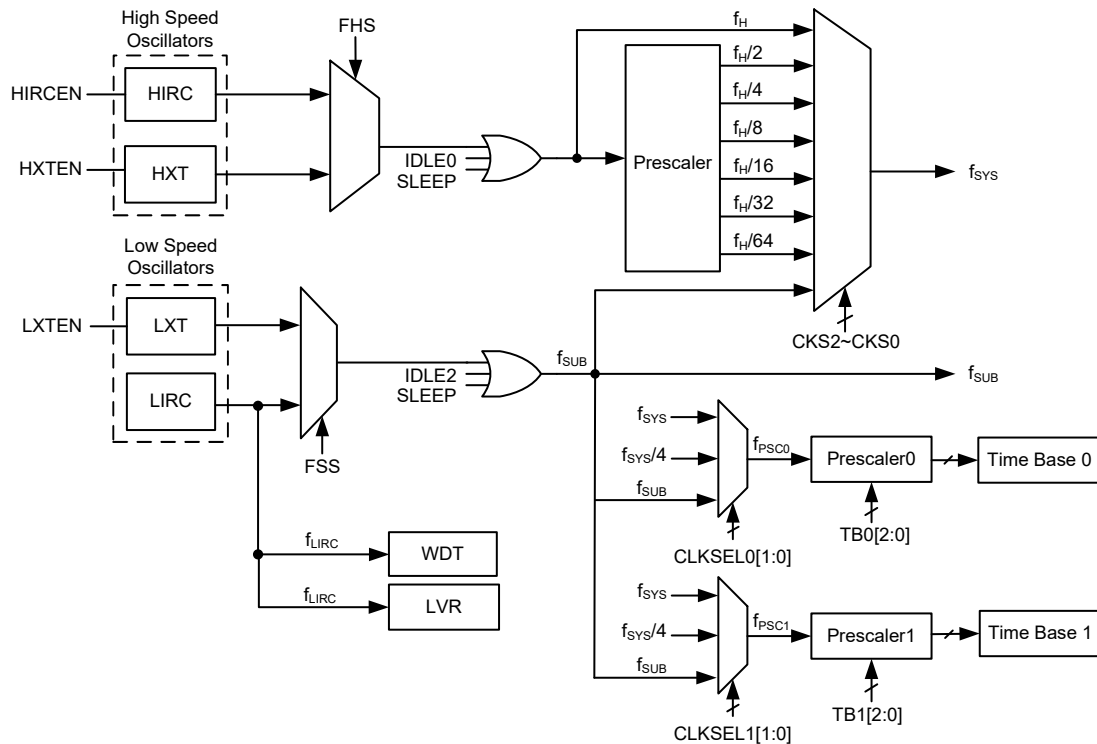 High Speed
Oscillators
FHS
fH
HIRCEN
HIRC
fH/2
fH/4
fH/8
IDLE0
SLEEP
Prescaler
HXTEN
HXT
fH/16
fSYS
fH/32
fH/64
Low Speed
Oscillators
LXTEN
LXT
CKS2~CKS0
fSUB
fSUB
IDLE2
SLEEP
LIRC
FSS
fSYS
fSYS/4
fSUB
fPSC0
Prescaler0
Time Base 0
TB0[2:0]
CLKSEL0[1:0]
fLIRC
WDT
fLIRC
LVR
fSYS
fSYS/4
fSUB
fPSC1
Prescaler1
Time Base 1
TB1[2:0]
CLKSEL1[1:0]